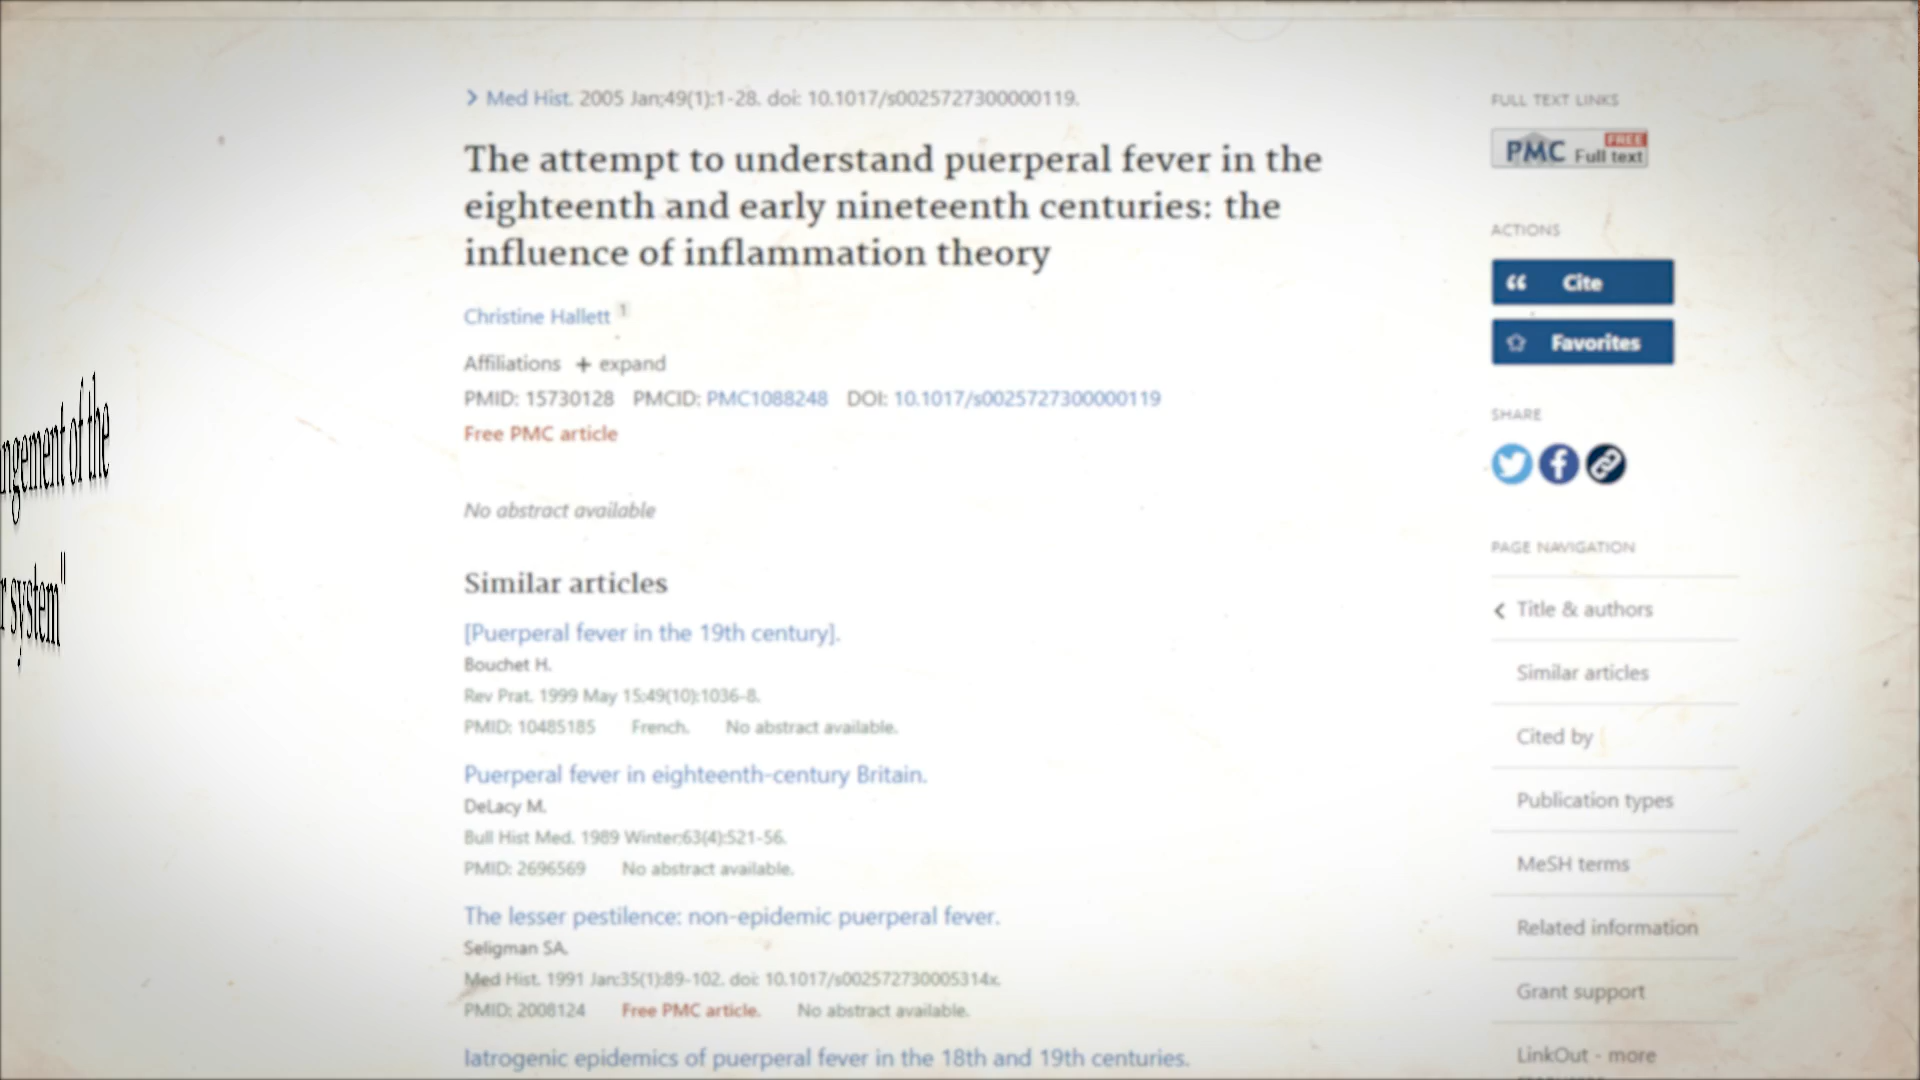 Med Hist. 2005 Jan;49(1):1-28. doi: 10.1017/s0025727300000119.
The attempt to understand puerperal fever in the
eighteenth and early nineteenth centuries: the
influence of inflammation theory
Christine Hallett 1
Affiliations + expand
PMID: 15730128 PMCID: PMC1088248 DOI: 10.1017/s0025727300000119
Free PMC article
No abstract available
Similar articles
[Puerperal fever in the 19th century].
Bouchet H.
Rev Prat. 1999 May 15;49(10):1036-8.
PMID: 10485185 French. No abstract available.
Puerperal fever in eighteenth-century Britain.
DeLacy M.
Bull Hist Med. 1989 Winter;63(4):521-56.
PMID: 2696569 No abstract available.
The lesser pestilence: non-epidemic puerperal fever.
Seligman SA.
Med Hist. 1991 Jan;35(1):89-102. doi: 10.1017/s002572730005314x.
PMID: 2008124 Free PMC article. No abstract available.
Iatrogenic epidemics of puerperal fever in the 18th and 19th centuries.
of the
system"
FULL TEXT LINKS
FREE
PMC Full text
ACTIONS
Cite
Favorites
SHARE
PAGE NAVIGATION
Title & authors
Similar articles
Cited by
Publication types
MeSH terms
Related information
Grant support
LinkOut - more